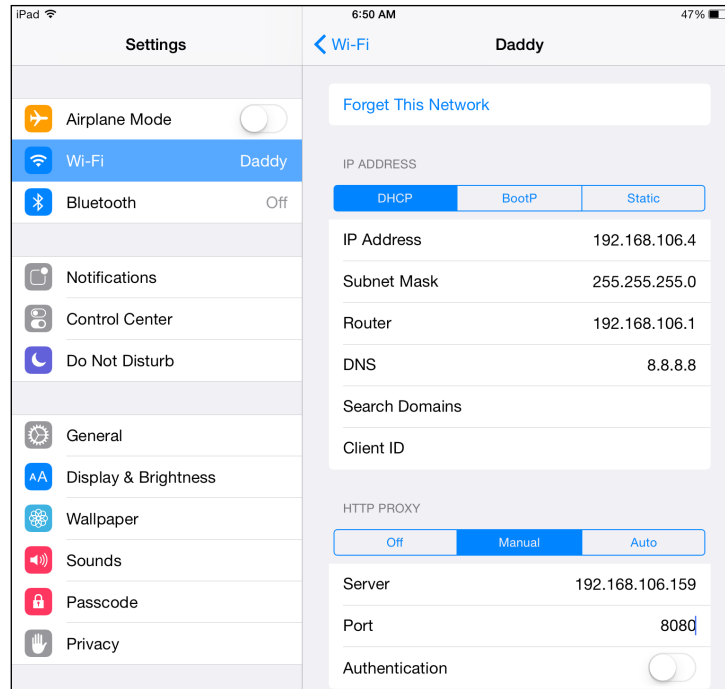 iPad 6:50 AM 47%
Settings
Airplane Mode
Wi-Fi Daddy
Bluetooth Off
Notifications
Control Center
Do Not Disturb
General
AA Display & Brightness
Wallpaper
Sounds
Passcode
Privacy
Wi-Fi Daddy
Forget This Network
IP ADDRESS
DHCP BootP Static
IP Address 192.168.106.4
Subnet Mask 255.255.255.0
Router 192.168.106.1
DNS 8.8.8.8
Search Domains
Client ID
HTTP PROXY
Off Manual Auto
Server 192.168.106.159
Port 8080
Authentication